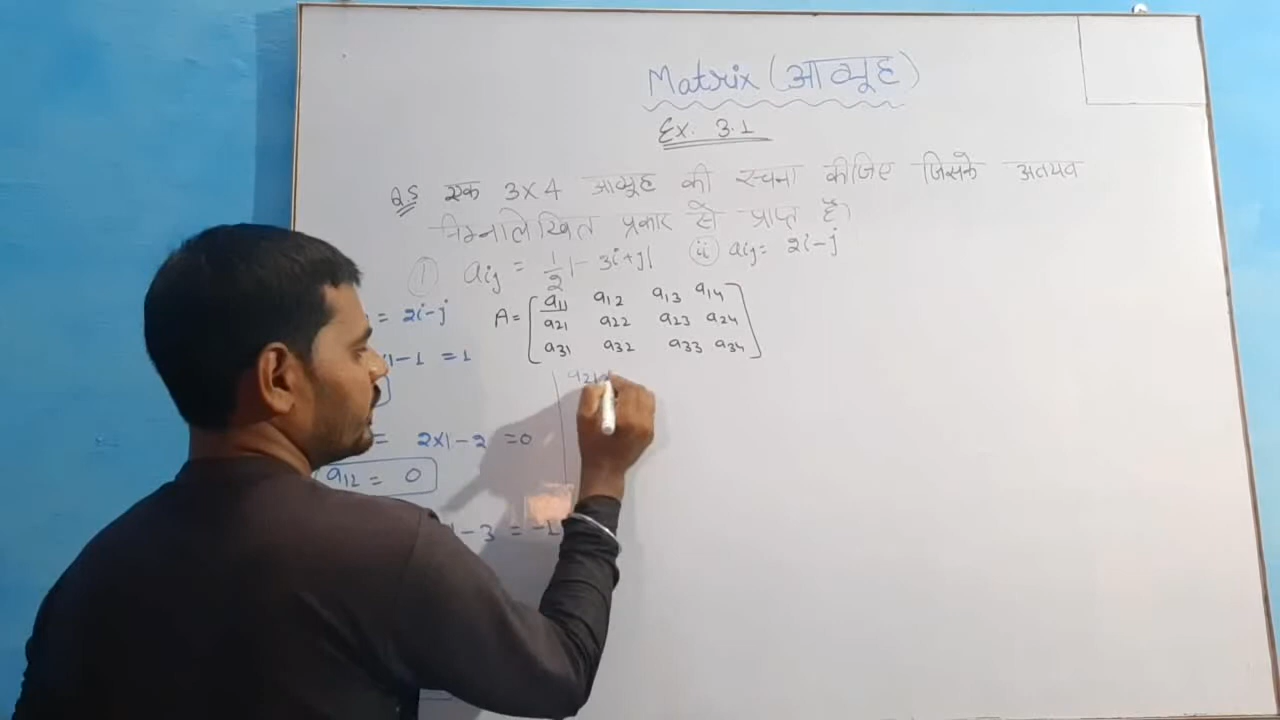 Matrix (आव्यूह)
Ex. 3.1
Q.5 एक 3×4 आव्यूह की रचना कीजिए जिसके अवयव
निम्नलिखित प्रकार से प्राप्त है।
(i) aij = 1/2 |-3i+j| (ii) aij = 2i-j
= 2i-j
A = [ a11 a12 a13 a14
a21 a22 a23 a24
a31 a32 a33 a34 ]
-1 = 1
= 2×1-2 = 0
a12 = 0
-3 = -1
a21